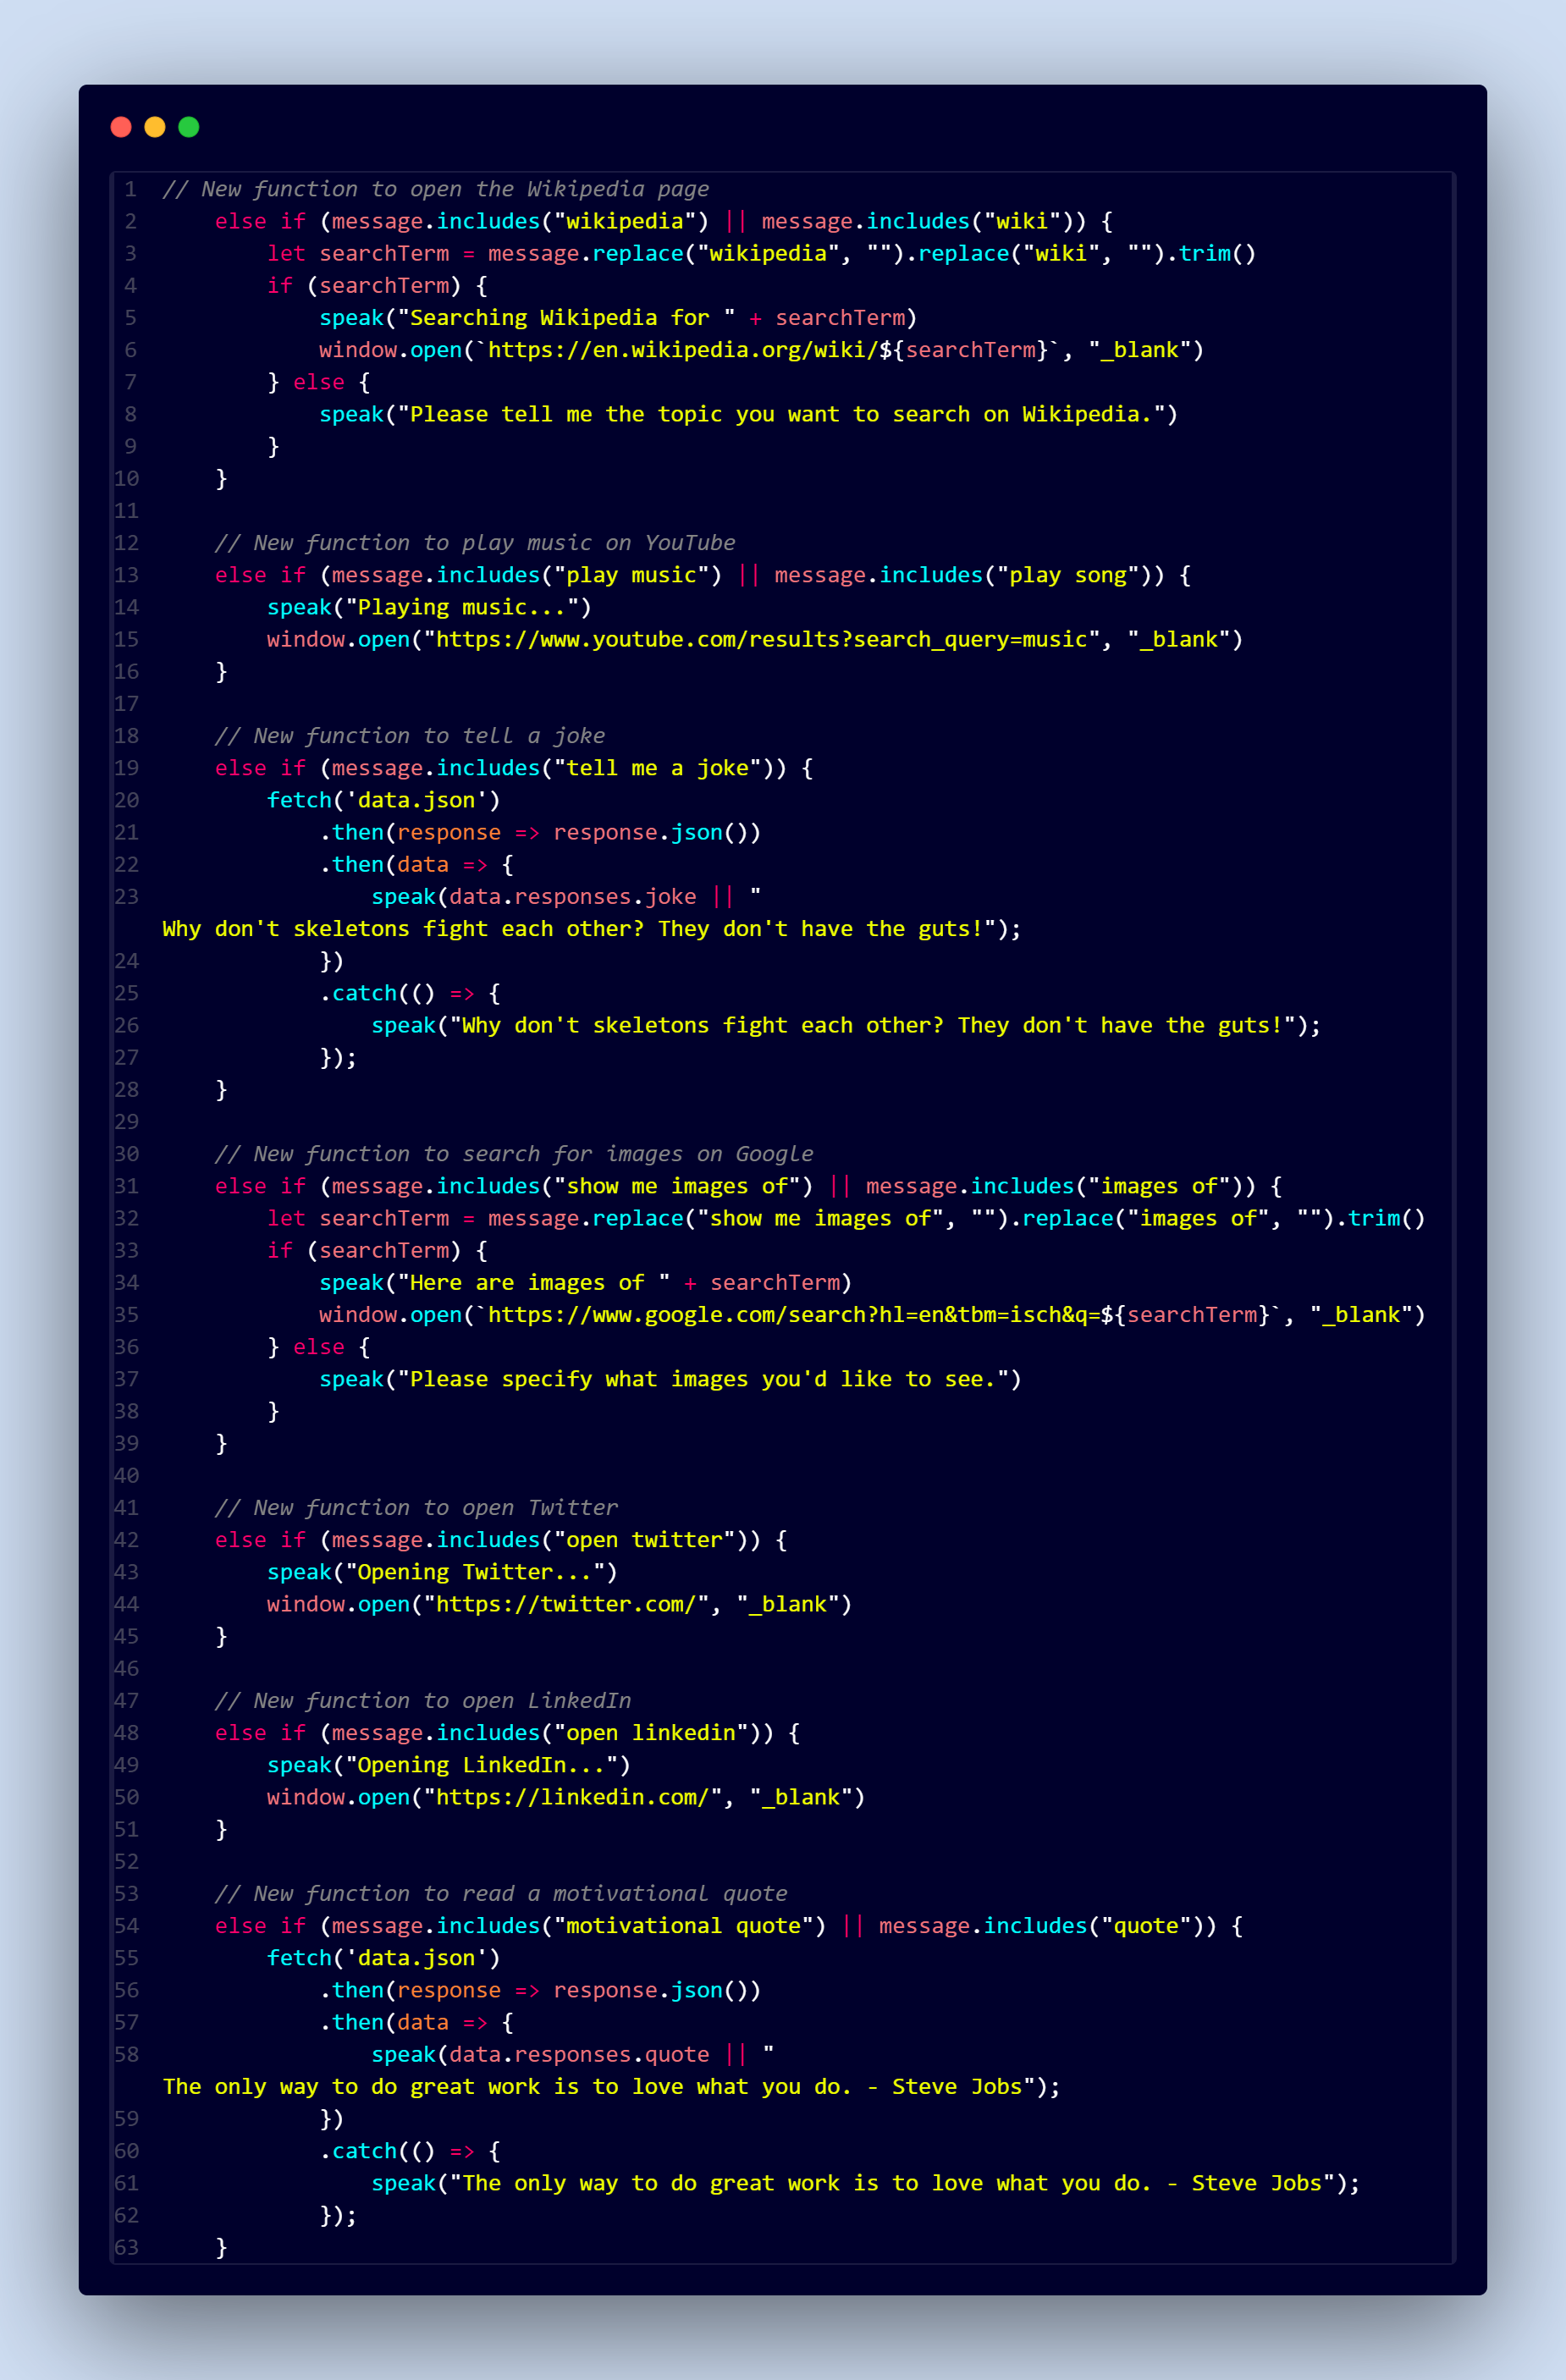 1 // New function to open the Wikipedia page
2     else if (message.includes("wikipedia") || message.includes("wiki")) {
3         let searchTerm = message.replace("wikipedia", "").replace("wiki", "").trim()
4         if (searchTerm) {
5             speak("Searching Wikipedia for " + searchTerm)
6             window.open(`https://en.wikipedia.org/wiki/${searchTerm}`, "_blank")
7         } else {
8             speak("Please tell me the topic you want to search on Wikipedia.")
9         }
10     }
11
12     // New function to play music on YouTube
13     else if (message.includes("play music") || message.includes("play song")) {
14         speak("Playing music...")
15         window.open("https://www.youtube.com/results?search_query=music", "_blank")
16     }
17
18     // New function to tell a joke
19     else if (message.includes("tell me a joke")) {
20         fetch('data.json')
21             .then(response => response.json())
22             .then(data => {
23                 speak(data.responses.joke || "
Why don't skeletons fight each other? They don't have the guts!");
24             })
25             .catch(() => {
26                 speak("Why don't skeletons fight each other? They don't have the guts!");
27             });
28     }
29
30     // New function to search for images on Google
31     else if (message.includes("show me images of") || message.includes("images of")) {
32         let searchTerm = message.replace("show me images of", "").replace("images of", "").trim()
33         if (searchTerm) {
34             speak("Here are images of " + searchTerm)
35             window.open(`https://www.google.com/search?hl=en&tbm=isch&q=${searchTerm}`, "_blank")
36         } else {
37             speak("Please specify what images you'd like to see.")
38         }
39     }
40
41     // New function to open Twitter
42     else if (message.includes("open twitter")) {
43         speak("Opening Twitter...")
44         window.open("https://twitter.com/", "_blank")
45     }
46
47     // New function to open LinkedIn
48     else if (message.includes("open linkedin")) {
49         speak("Opening LinkedIn...")
50         window.open("https://linkedin.com/", "_blank")
51     }
52
53     // New function to read a motivational quote
54     else if (message.includes("motivational quote") || message.includes("quote")) {
55         fetch('data.json')
56             .then(response => response.json())
57             .then(data => {
58                 speak(data.responses.quote || "
The only way to do great work is to love what you do. - Steve Jobs");
59             })
60             .catch(() => {
61                 speak("The only way to do great work is to love what you do. - Steve Jobs");
62             });
63     }